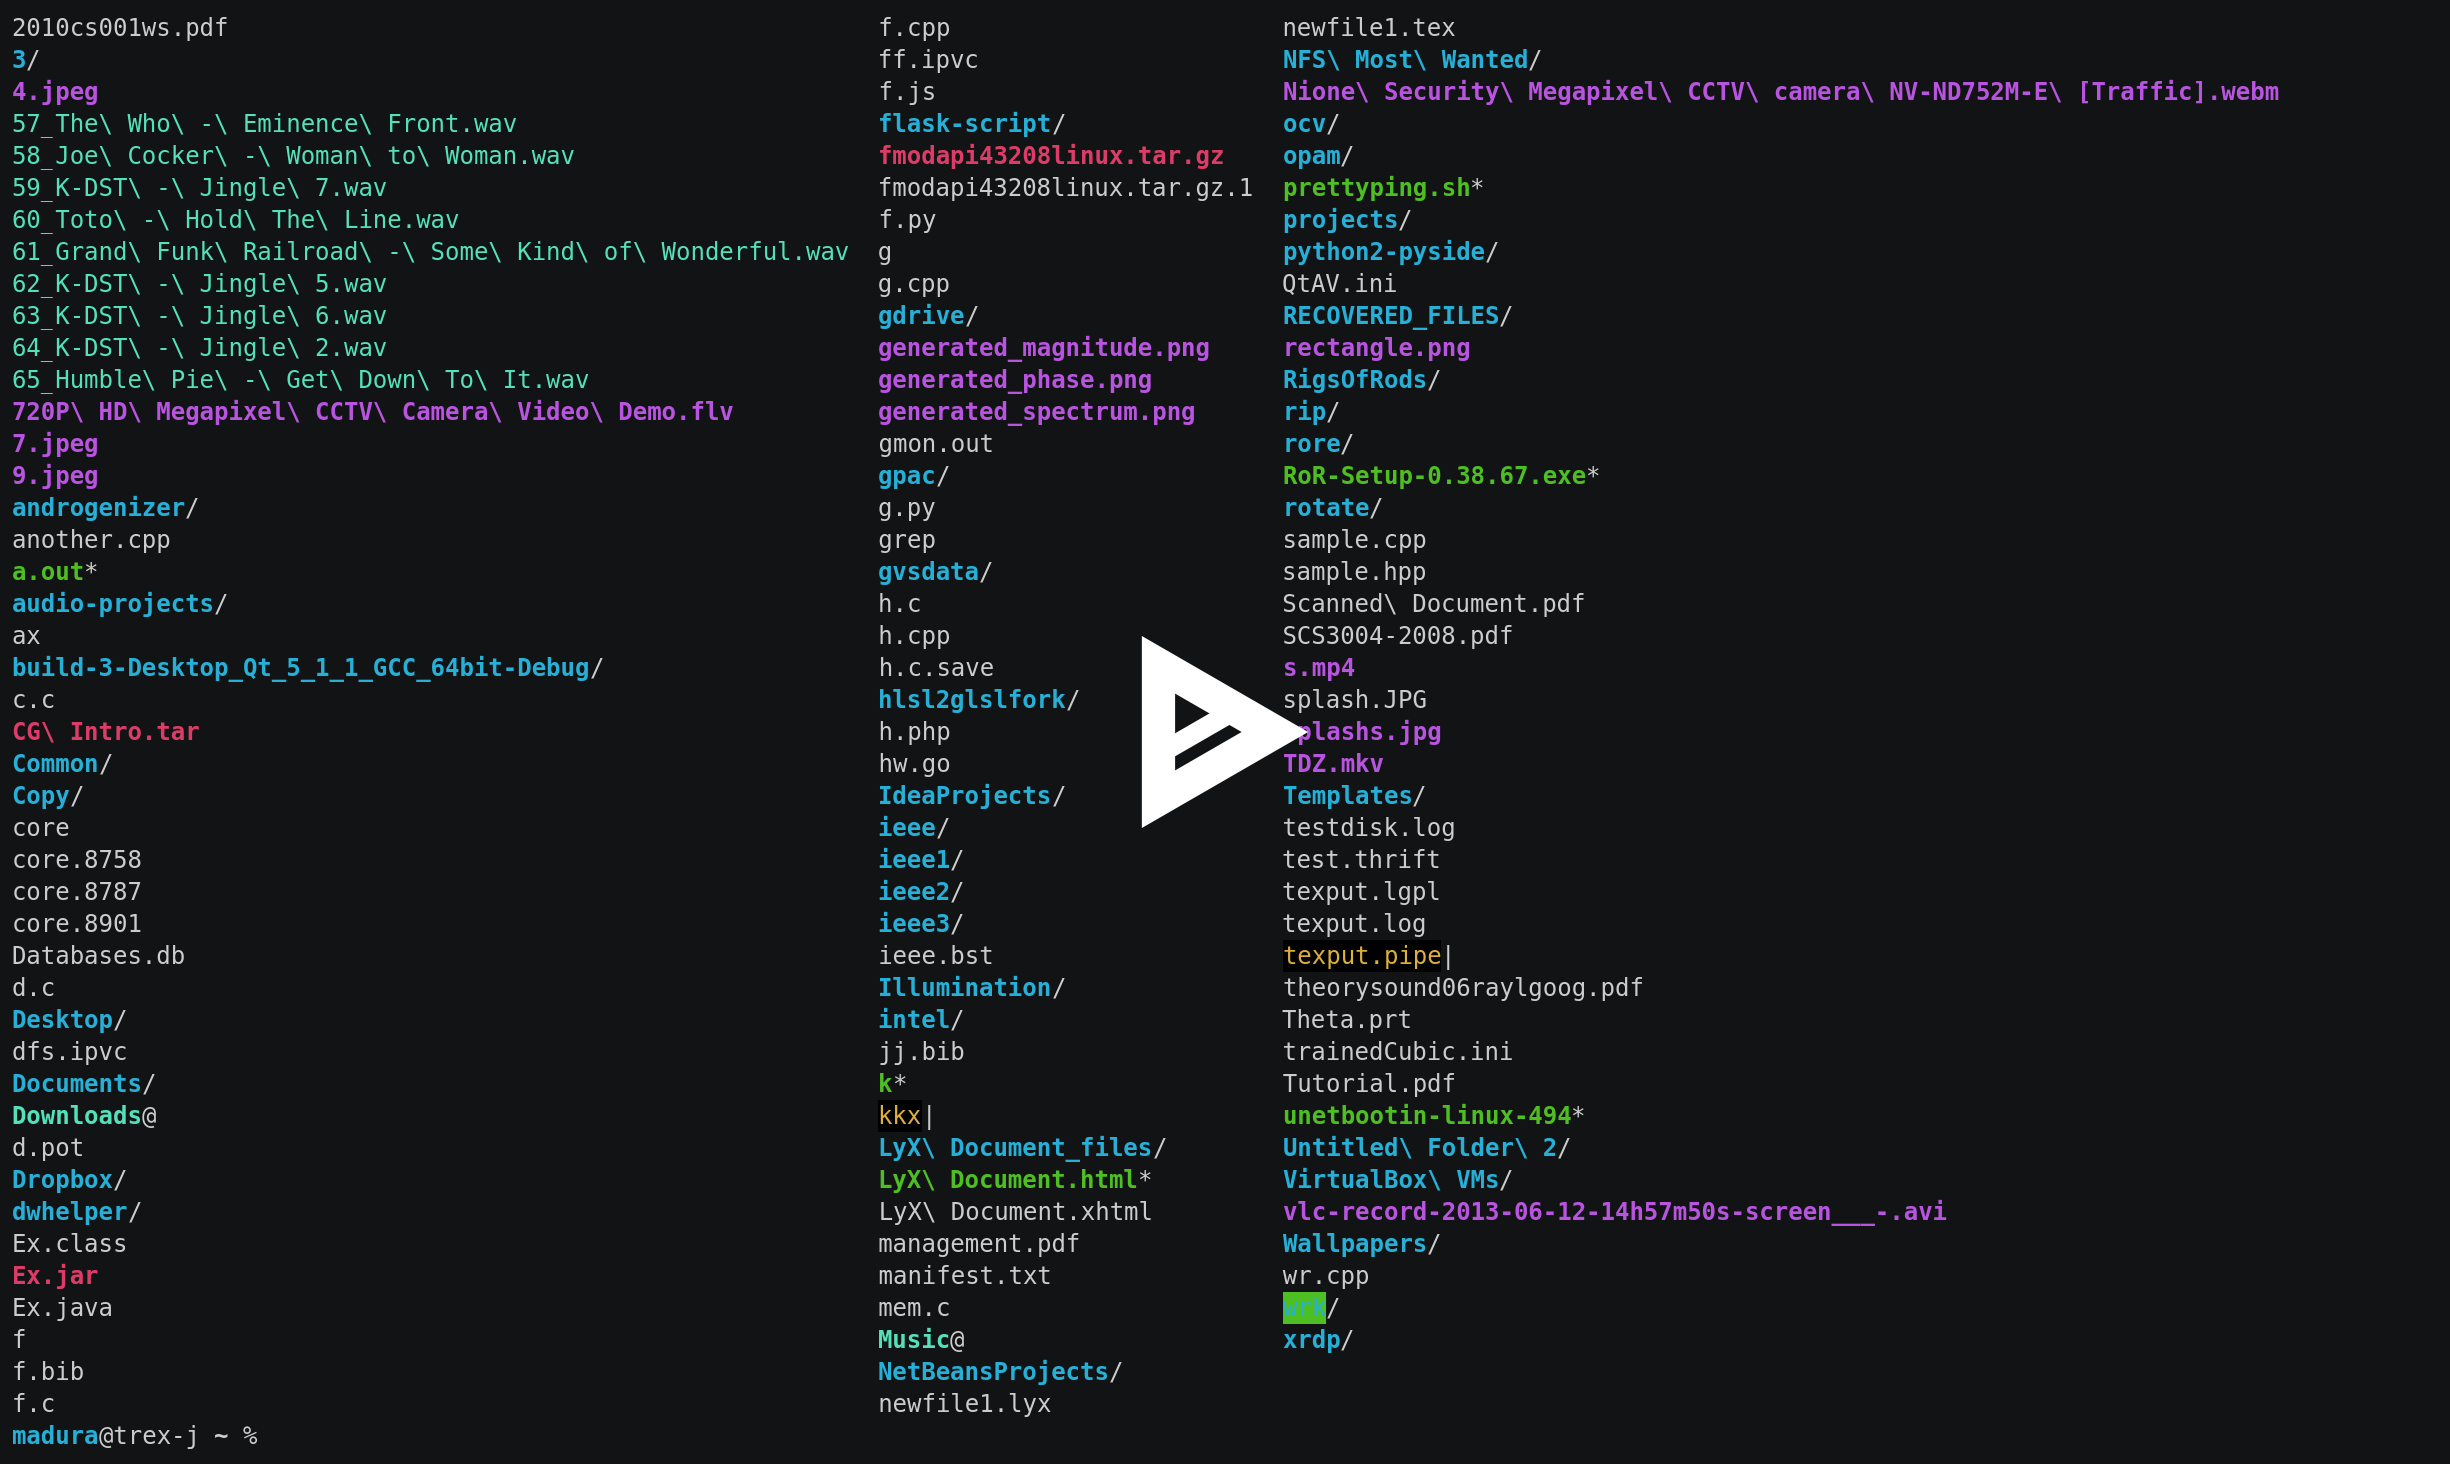 2010cs001ws.pdf
3/
4.jpeg
57_The\ Who\ -\ Eminence\ Front.wav
58_Joe\ Cocker\ -\ Woman\ to\ Woman.wav
59_K-DST\ -\ Jingle\ 7.wav
60_Toto\ -\ Hold\ The\ Line.wav
61_Grand\ Funk\ Railroad\ -\ Some\ Kind\ of\ Wonderful.wav
62_K-DST\ -\ Jingle\ 5.wav
63_K-DST\ -\ Jingle\ 6.wav
64_K-DST\ -\ Jingle\ 2.wav
65_Humble\ Pie\ -\ Get\ Down\ To\ It.wav
720P\ HD\ Megapixel\ CCTV\ Camera\ Video\ Demo.flv
7.jpeg
9.jpeg
androgenizer/
another.cpp
a.out*
audio-projects/
ax
build-3-Desktop_Qt_5_1_1_GCC_64bit-Debug/
c.c
CG\ Intro.tar
Common/
Copy/
core
core.8758
core.8787
core.8901
Databases.db
d.c
Desktop/
dfs.ipvc
Documents/
Downloads@
d.pot
Dropbox/
dwhelper/
Ex.class
Ex.jar
Ex.java
f
f.bib
f.c
f.cpp
ff.ipvc
f.js
flask-script/
fmodapi43208linux.tar.gz
fmodapi43208linux.tar.gz.1
f.py
g
g.cpp
gdrive/
generated_magnitude.png
generated_phase.png
generated_spectrum.png
gmon.out
gpac/
g.py
grep
gvsdata/
h.c
h.cpp
h.c.save
hlsl2glslfork/
h.php
hw.go
IdeaProjects/
ieee/
ieee1/
ieee2/
ieee3/
ieee.bst
Illumination/
intel/
jj.bib
k*
kkx|
LyX\ Document_files/
LyX\ Document.html*
LyX\ Document.xhtml
management.pdf
manifest.txt
mem.c
Music@
NetBeansProjects/
newfile1.lyx
newfile1.tex
NFS\ Most\ Wanted/
Nione\ Security\ Megapixel\ CCTV\ camera\ NV-ND752M-E\ [Traffic].webm
ocv/
opam/
prettyping.sh*
projects/
python2-pyside/
QtAV.ini
RECOVERED_FILES/
rectangle.png
RigsOfRods/
rip/
rore/
RoR-Setup-0.38.67.exe*
rotate/
sample.cpp
sample.hpp
Scanned\ Document.pdf
SCS3004-2008.pdf
s.mp4
splash.JPG
plashs.jpg
TDZ.mkv
Templates/
testdisk.log
test.thrift
texput.lgpl
texput.log
texput.pipe|
theorysound06raylgoog.pdf
Theta.prt
trainedCubic.ini
Tutorial.pdf
unetbootin-linux-494*
Untitled\ Folder\ 2/
VirtualBox\ VMs/
vlc-record-2013-06-12-14h57m50s-screen___-.avi
Wallpapers/
wr.cpp
wrk/
xrdp/
madura@trex-j ~ %